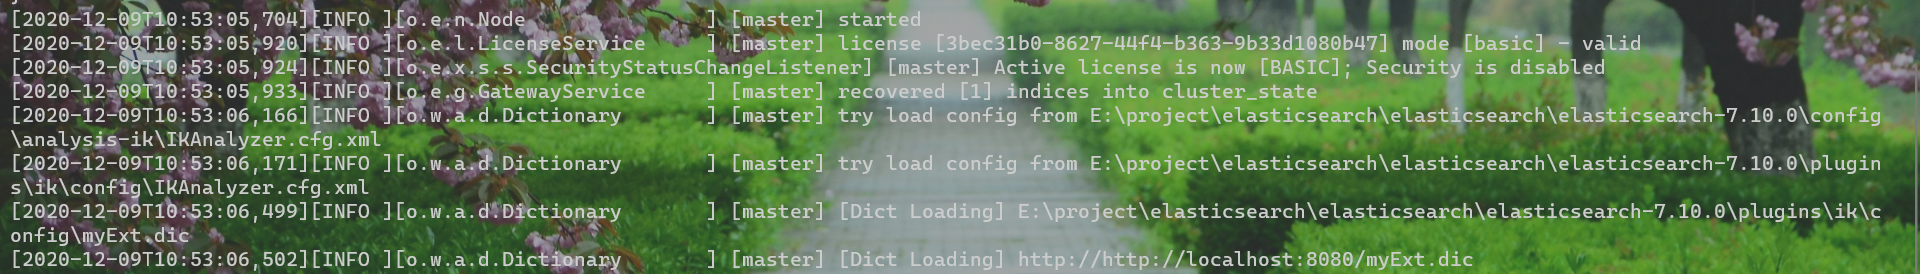 [2020-12-09T10:53:05,704][INFO ][o.e.n.Node               ] [master] started
[2020-12-09T10:53:05,920][INFO ][o.e.l.LicenseService     ] [master] license [3bec31b0-8627-44f4-b363-9b33d1080b47] mode [basic] - valid
[2020-12-09T10:53:05,924][INFO ][o.e.x.s.s.SecurityStatusChangeListener] [master] Active license is now [BASIC]; Security is disabled
[2020-12-09T10:53:05,933][INFO ][o.e.g.GatewayService     ] [master] recovered [1] indices into cluster_state
[2020-12-09T10:53:06,166][INFO ][o.w.a.d.Dictionary       ] [master] try load config from E:\project\elasticsearch\elasticsearch\elasticsearch-7.10.0\config
\analysis-ik\IKAnalyzer.cfg.xml
[2020-12-09T10:53:06,171][INFO ][o.w.a.d.Dictionary       ] [master] try load config from E:\project\elasticsearch\elasticsearch\elasticsearch-7.10.0\plugin
s\ik\config\IKAnalyzer.cfg.xml
[2020-12-09T10:53:06,499][INFO ][o.w.a.d.Dictionary       ] [master] [Dict Loading] E:\project\elasticsearch\elasticsearch\elasticsearch-7.10.0\plugins\ik\c
onfig\myExt.dic
[2020-12-09T10:53:06,502][INFO ][o.w.a.d.Dictionary       ] [master] [Dict Loading] http://http://localhost:8080/myExt.dic